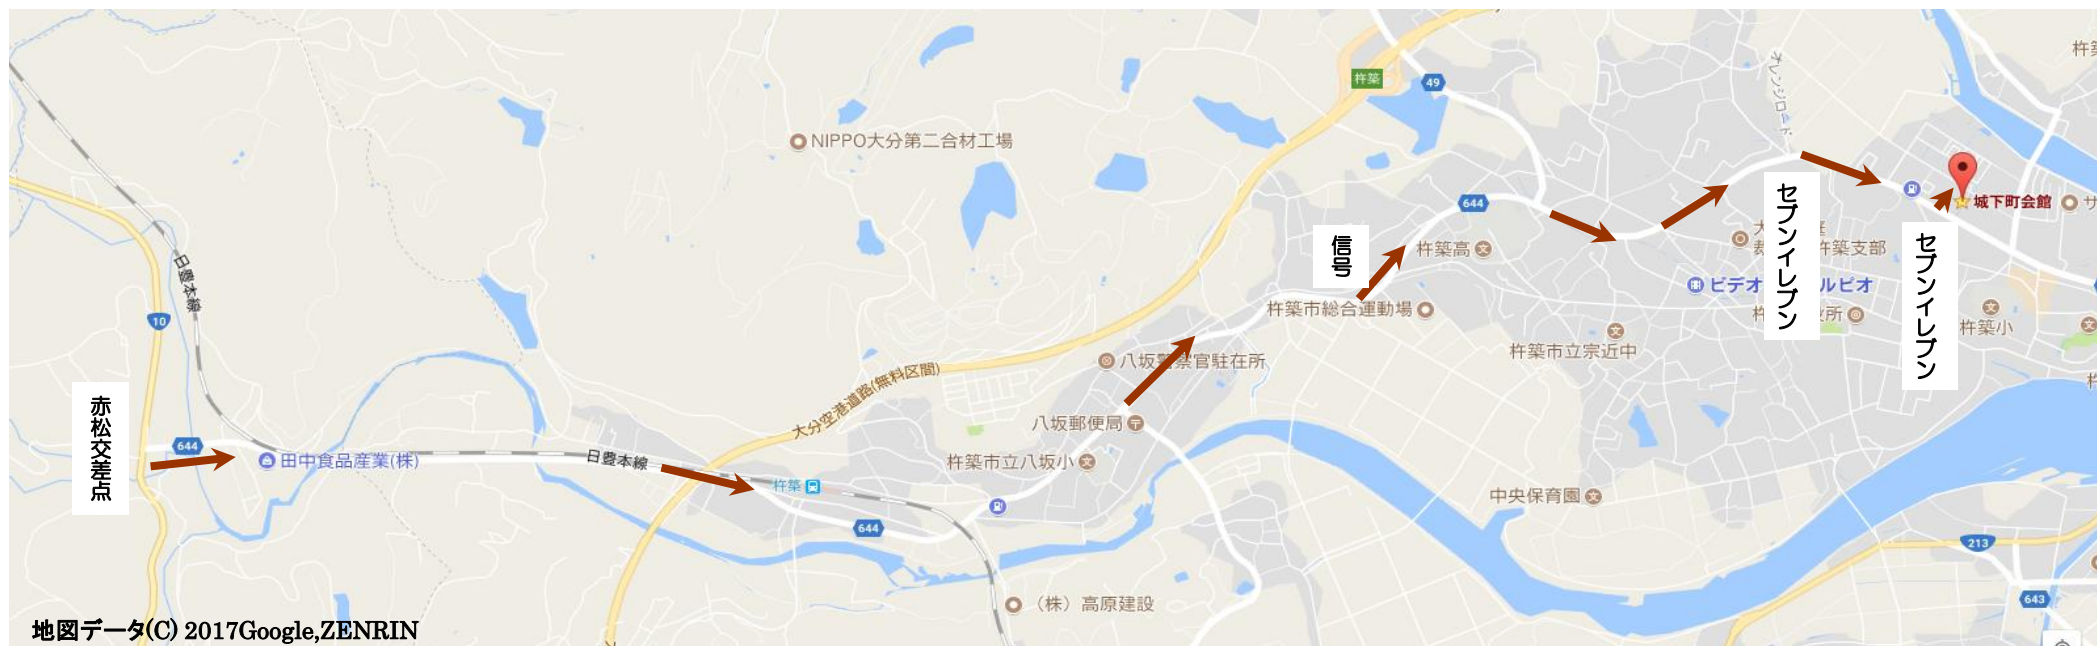 杵築
49
オレンジロード
NIPPO大分第二合材工場
644
城下町会館
サ
信号
杵築高
セブンイレブン
セブンイレブン
杵築支部
ビデオ
ルピオ
日豊本線
10
杵築市総合運動場
杵築小
杵築市立宗近中
八坂警察官駐在所
大分空港道路(無料区間)
赤松交差点
644
田中食品産業(株)
日豊本線
八坂郵便局
杵築市立八坂小
杵築
644
中央保育園
213
643
(株)高原建設
地図データ(C) 2017Google,ZENRIN